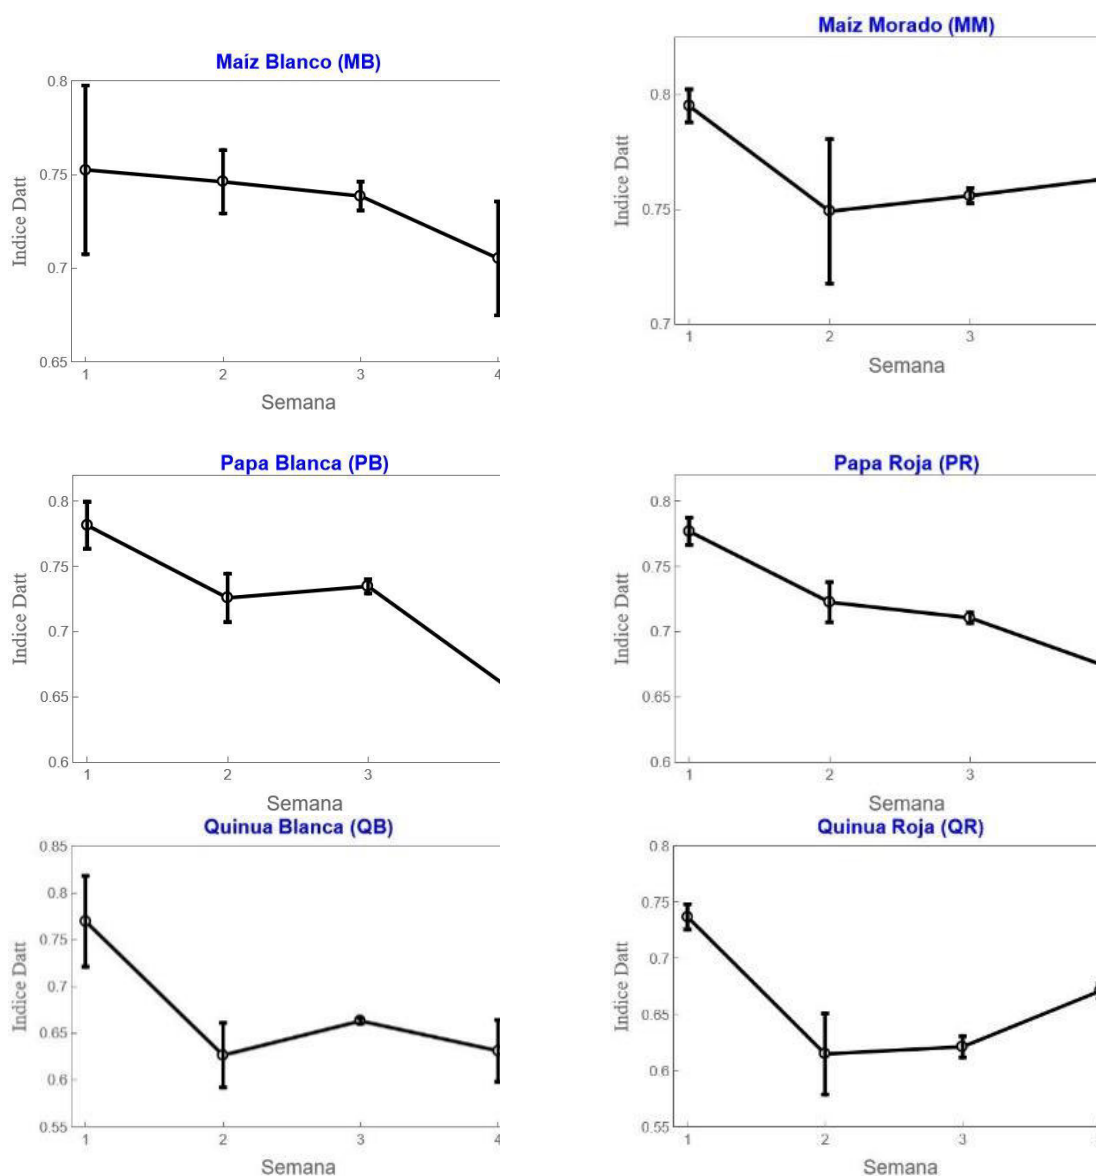 Maíz Blanco (MB)
0.8
0.75
0.7
0.65
Indice Datt
1 2 3 4
Semana
Maíz Morado (MM)
0.8
0.75
0.7
Indice Datt
1 2 3
Semana
Papa Blanca (PB)
0.8
0.75
0.7
0.65
0.6
Indice Datt
1 2 3
Semana
Papa Roja (PR)
0.8
0.75
0.7
0.65
0.6
Indice Datt
1 2 3
Semana
Quinua Blanca (QB)
0.85
0.8
0.75
0.7
0.65
0.6
0.55
Indice Datt
1 2 3 4
Semana
Quinua Roja (QR)
0.8
0.75
0.7
0.65
0.6
0.55
Indice Datt
1 2 3
Semana